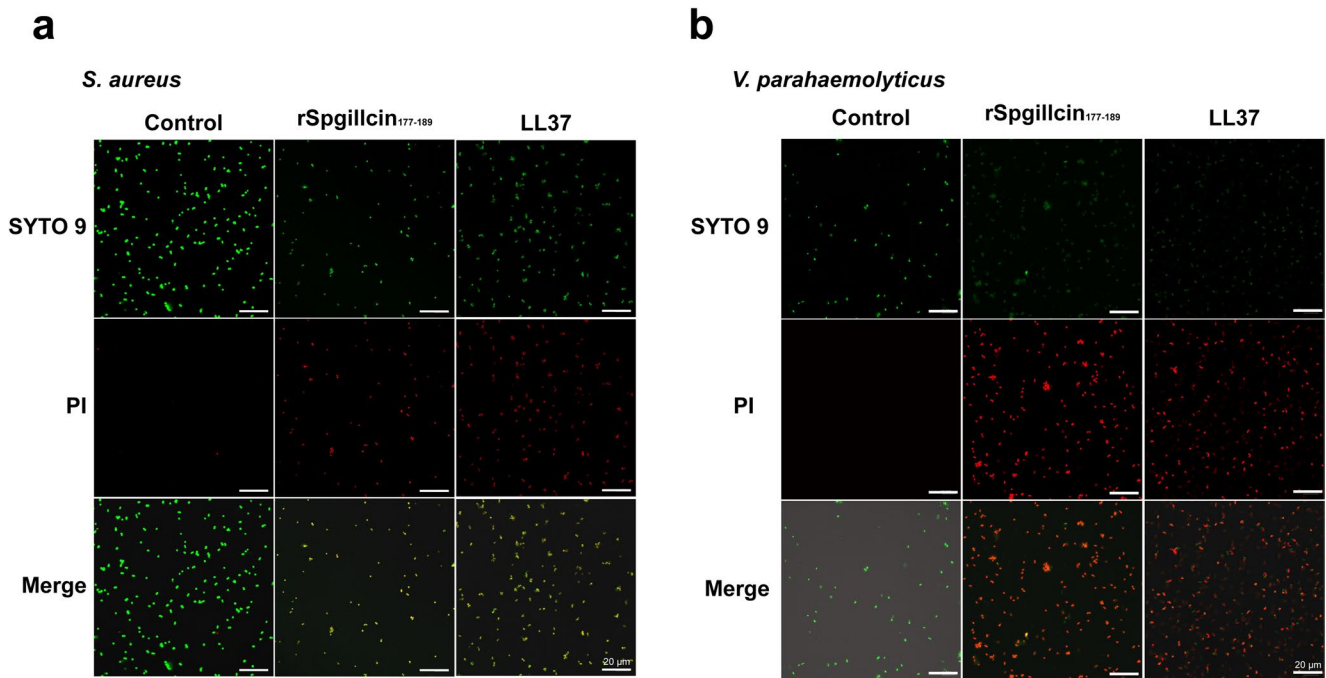 a
S. aureus
Control rSpgillcin177-189 LL37
SYTO 9
PI
Merge
20 µm
b
V. parahaemolyticus
Control rSpgillcin177-189 LL37
SYTO 9
PI
Merge
20 µm